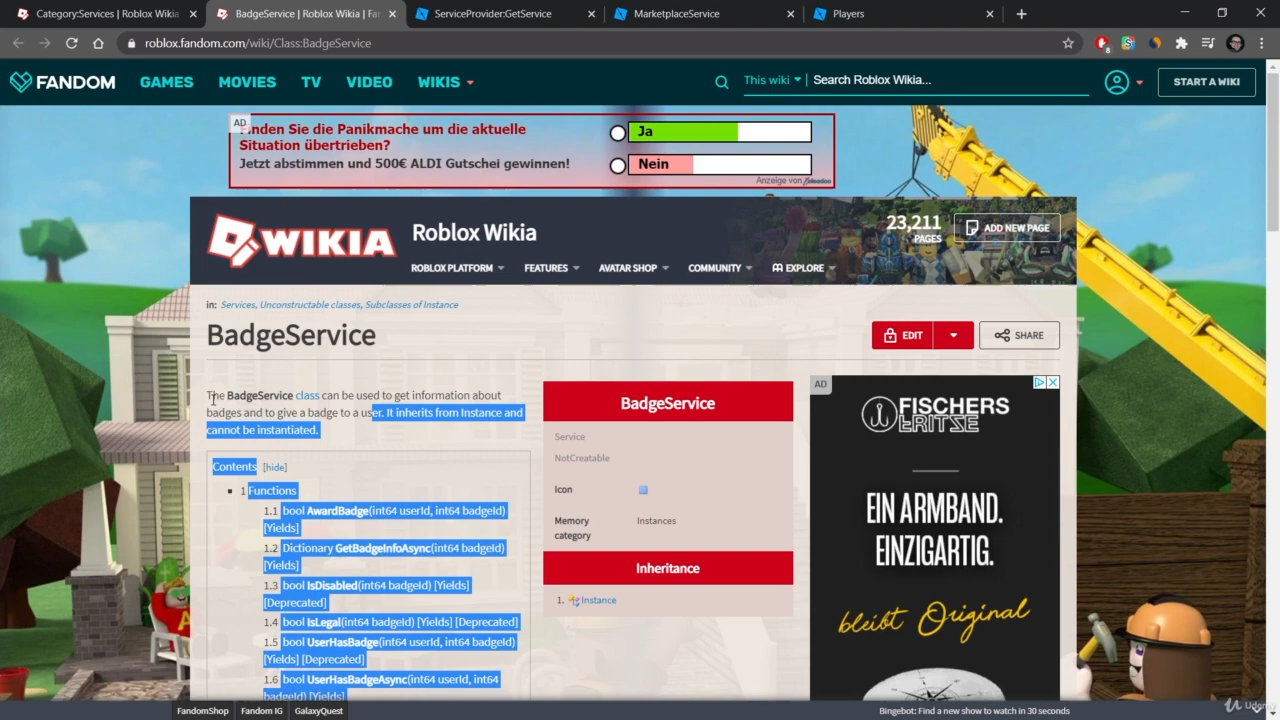 Category:Services | Roblox Wikia
BadgeService | Roblox Wikia | Fan
ServiceProvider:GetService
MarketplaceService
Players
roblox.fandom.com/wiki/Class:BadgeService
8
FANDOM
GAMES
MOVIES
TV
VIDEO
WIKIS
This wiki
Search Roblox Wikia...
START A WIKI
AD
Finden Sie die Panikmache um die aktuelle
Situation übertrieben?
Jetzt abstimmen und 500€ ALDI Gutschei gewinnen!
Ja
Nein
Anzeige von
WIKIA
Roblox Wikia
23,211
PAGES
ADD NEW PAGE
ROBLOX PLATFORM
FEATURES
AVATAR SHOP
COMMUNITY
EXPLORE
in: Services, Unconstructable classes, Subclasses of Instance
BadgeService
EDIT
SHARE
The BadgeService class can be used to get information about
badges and to give a badge to a user. It inherits from Instance and
cannot be instantiated.
Contents [hide]
1 Functions
1.1 bool AwardBadge(int64 userId, int64 badgeId)
[Yields]
1.2 Dictionary GetBadgeInfoAsync(int64 badgeId)
[Yields]
1.3 bool IsDisabled(int64 badgeId) [Yields]
[Deprecated]
1.4 bool IsLegal(int64 badgeId) [Yields] [Deprecated]
1.5 bool UserHasBadge(int64 userId, int64 badgeId)
[Yields] [Deprecated]
1.6 bool UserHasBadgeAsync(int64 userId, int64
badgeId) [Yields]
BadgeService
Service
NotCreatable
Icon
Memory
category
Instances
Inheritance
1. Instance
AD
FISCHERS
FRITZE
EIN ARMBAND.
EINZIGARTIG.
bleibt Original
FandomShop
Fandom IG
GalaxyQuest
Bingebot: Find a new show to watch in 30 seconds
Udemy